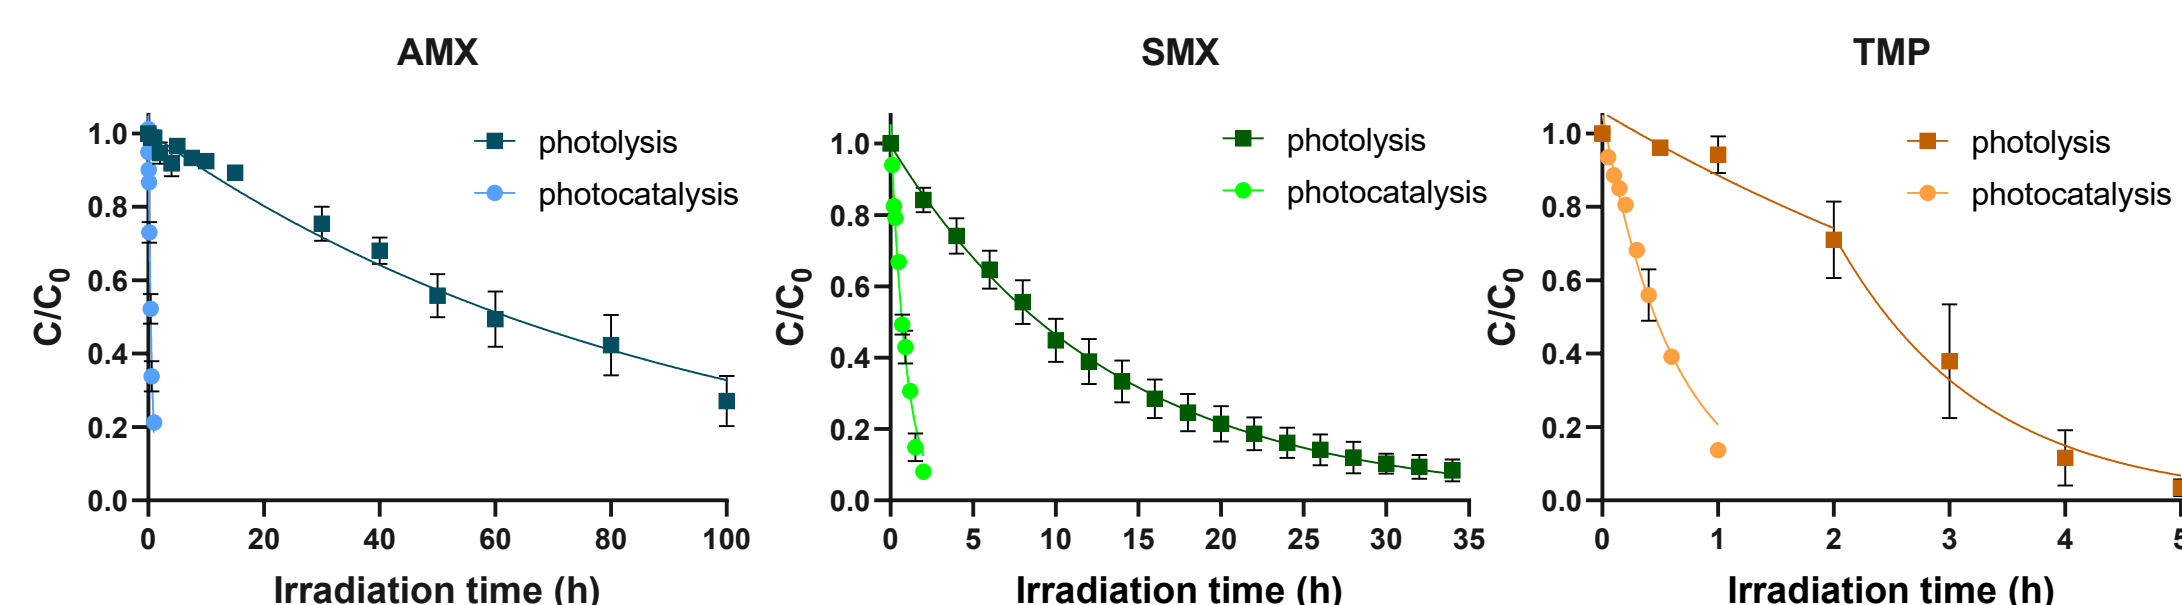 AMX
1.0
0.8
0.6
0.4
0.2
0.0
C/C0
photolysis
photocatalysis
0 20 40 60 80 100
Irradiation time (h)
SMX
1.0
0.8
0.6
0.4
0.2
0.0
C/C0
photolysis
photocatalysis
0 5 10 15 20 25 30 35
Irradiation time (h)
TMP
1.0
0.8
0.6
0.4
0.2
0.0
C/C0
photolysis
photocatalysis
0 1 2 3 4 5
Irradiation time (h)